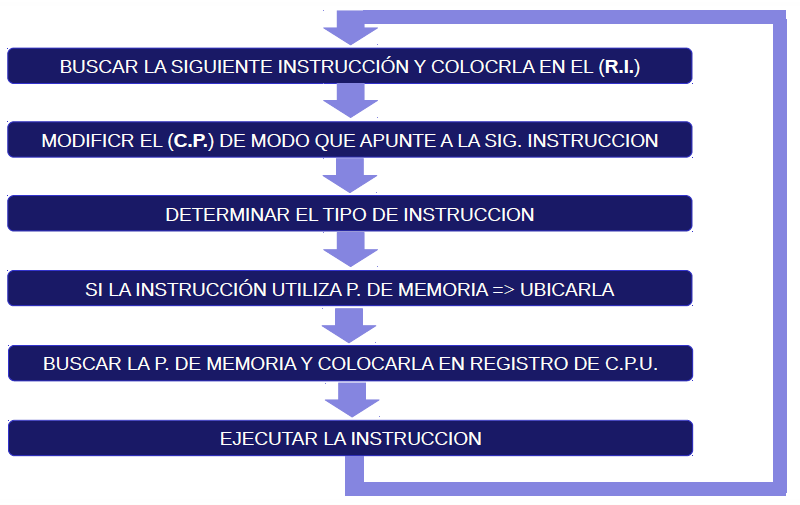 BUSCAR LA SIGUIENTE INSTRUCCIÓN Y COLOCRLA EN EL (R.I.)
MODIFICR EL (C.P.) DE MODO QUE APUNTE A LA SIG. INSTRUCCION
DETERMINAR EL TIPO DE INSTRUCCION
SI LA INSTRUCCIÓN UTILIZA P. DE MEMORIA => UBICARLA
BUSCAR LA P. DE MEMORIA Y COLOCARLA EN REGISTRO DE C.P.U.
EJECUTAR LA INSTRUCCION